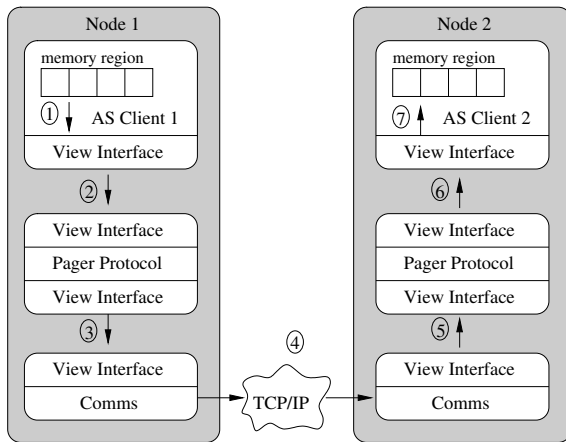 Node 1
memory region
1
AS Client 1
View Interface
2
View Interface
Pager Protocol
View Interface
3
View Interface
Comms
4
TCP/IP
Node 2
memory region
7
AS Client 2
View Interface
6
View Interface
Pager Protocol
View Interface
5
View Interface
Comms